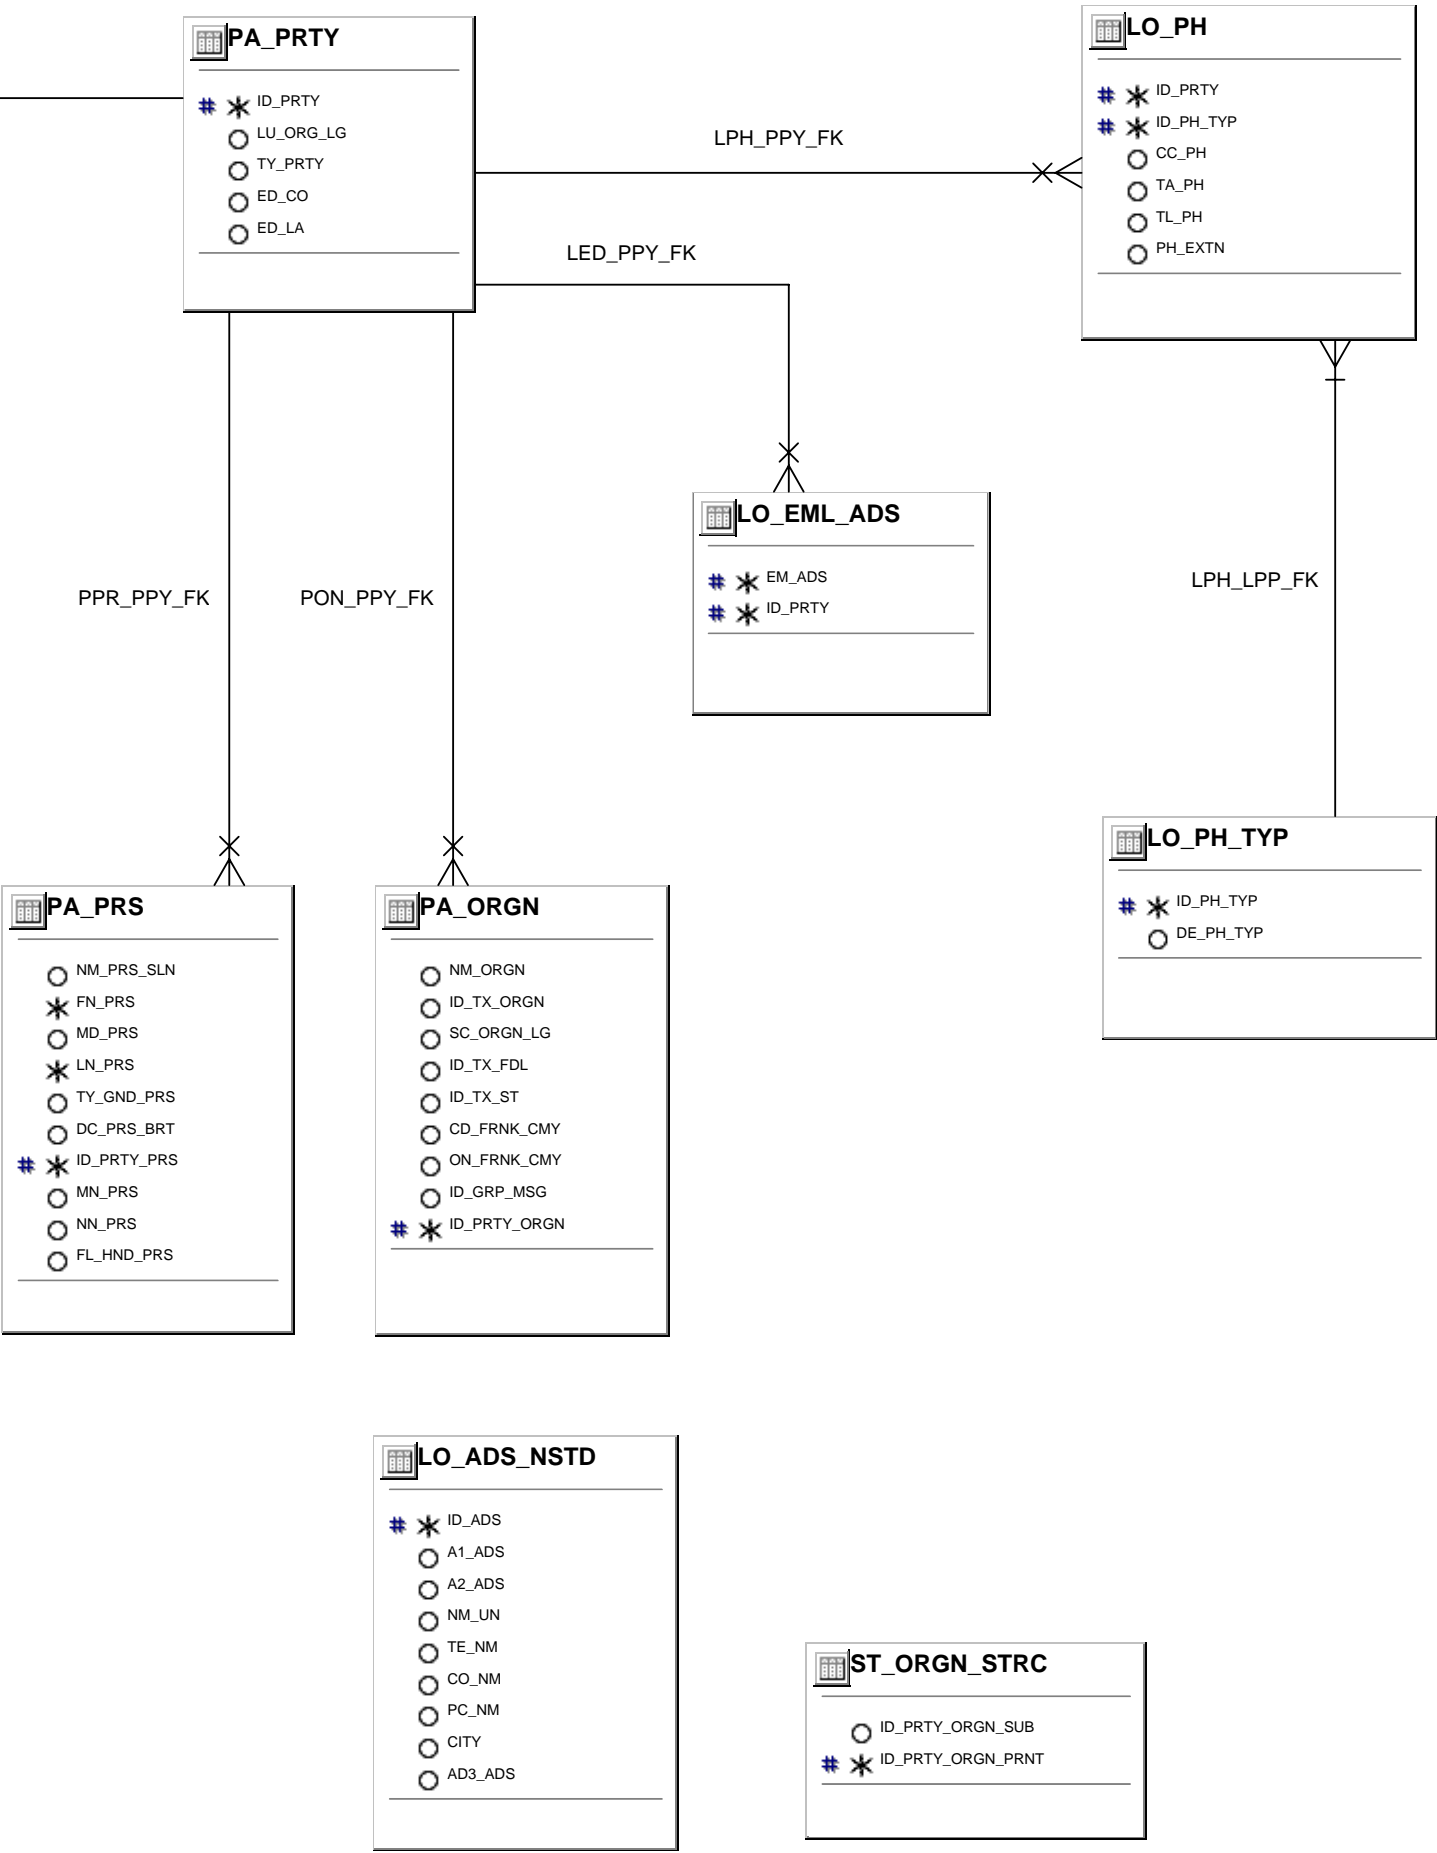 PA_PRTY
# ID_PRTY
LU_ORG_LG
TY_PRTY
ED_CO
ED_LA
LPH_PPY_FK
LED_PPY_FK
LO_PH
# ID_PRTY
# ID_PH_TYP
CC_PH
TA_PH
TL_PH
PH_EXTN
LO_EML_ADS
# EM_ADS
# ID_PRTY
PPR_PPY_FK
PON_PPY_FK
LPH_LPP_FK
LO_PH_TYP
# ID_PH_TYP
DE_PH_TYP
PA_PRS
NM_PRS_SLN
FN_PRS
MD_PRS
LN_PRS
TY_GND_PRS
DC_PRS_BRT
# ID_PRTY_PRS
MN_PRS
NN_PRS
FL_HND_PRS
PA_ORGN
NM_ORGN
ID_TX_ORGN
SC_ORGN_LG
ID_TX_FDL
ID_TX_ST
CD_FRNK_CMY
ON_FRNK_CMY
ID_GRP_MSG
# ID_PRTY_ORGN
LO_ADS_NSTD
# ID_ADS
A1_ADS
A2_ADS
NM_UN
TE_NM
CO_NM
PC_NM
CITY
AD3_ADS
ST_ORGN_STRC
ID_PRTY_ORGN_SUB
# ID_PRTY_ORGN_PRNT